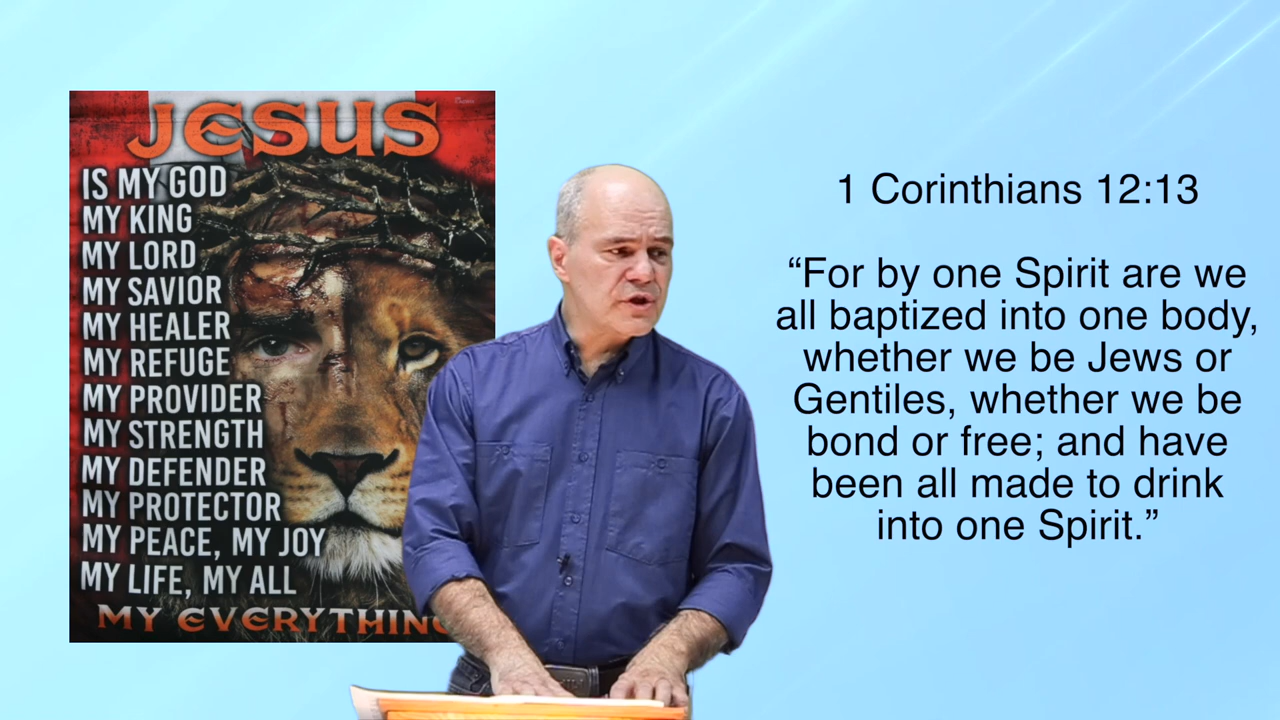 JESUS
IS MY GOD
MY KING
MY LORD
MY SAVIOR
MY HEALER
MY REFUGE
MY PROVIDER
MY STRENGTH
MY DEFENDER
MY PROTECTOR
MY PEACE, MY JOY
MY LIFE, MY ALL
MY EVERYTHING
1 Corinthians 12:13
“For by one Spirit are we
all baptized into one body,
whether we be Jews or
Gentiles, whether we be
bond or free; and have
been all made to drink
into one Spirit.”